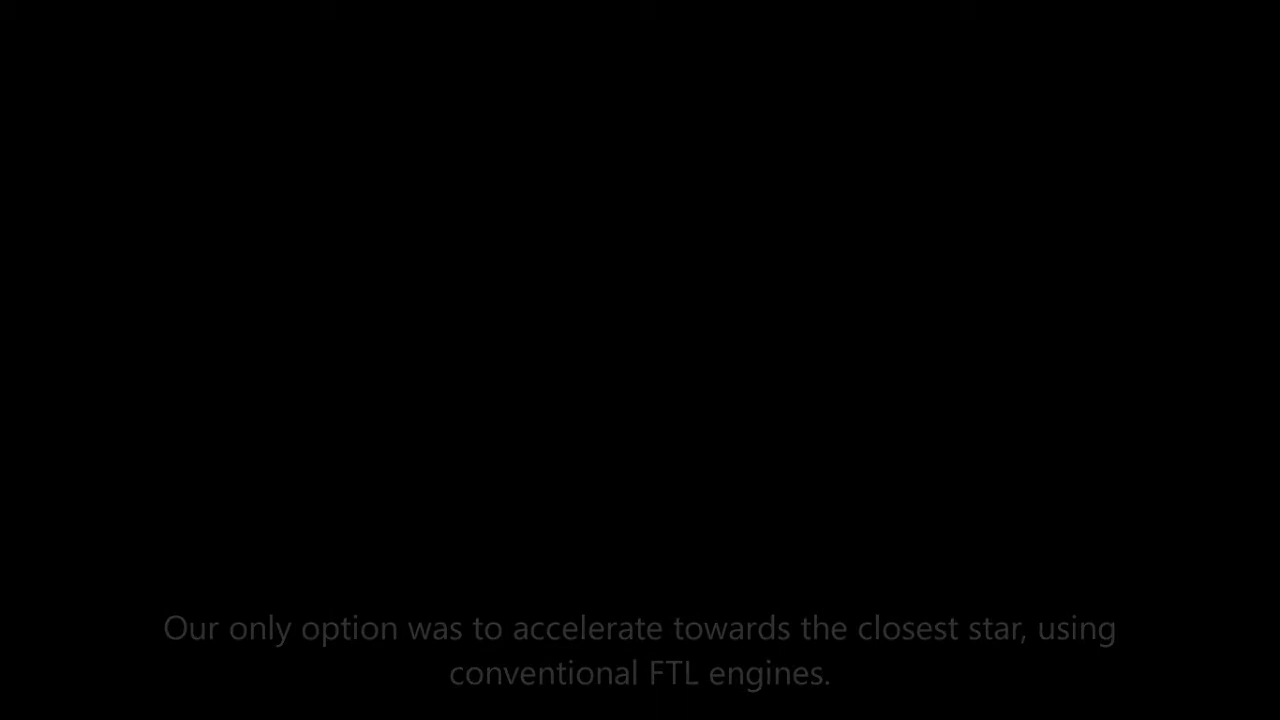 Our only option was to accelerate towards the closest star, using
conventional FTL engines.